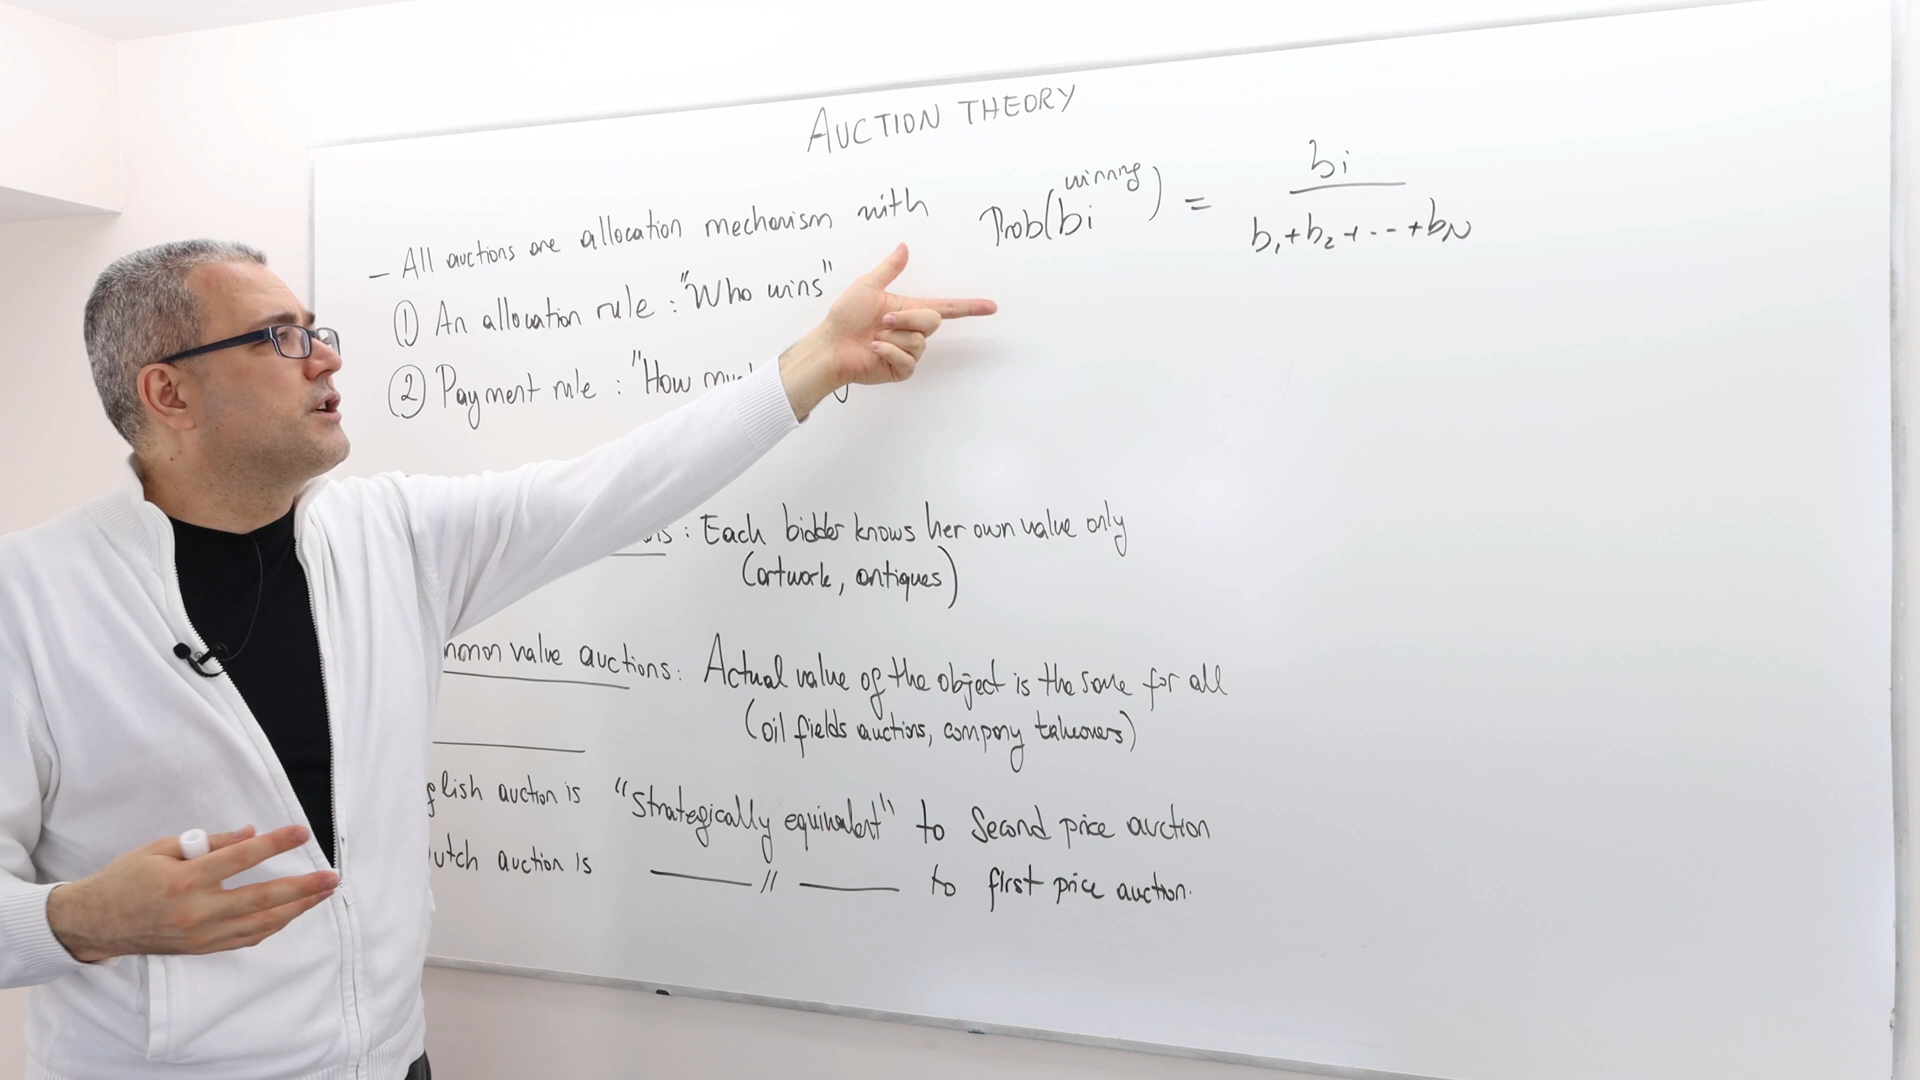 AUCTION THEORY
– All auctions are allocation mechanism with
① An allocation rule : "Who wins"
② Payment rule : "How
Prob(bi winning) = bi / b1+b2+...+bN
: Each bidder knows her own value only
(artwork, antiques)
mmon value auctions: Actual value of the object is the same for all
(oil fields auctions, company takeovers)
glish auction is "strategically equivalent" to second price auction
utch auction is —— // —— to first price auction.